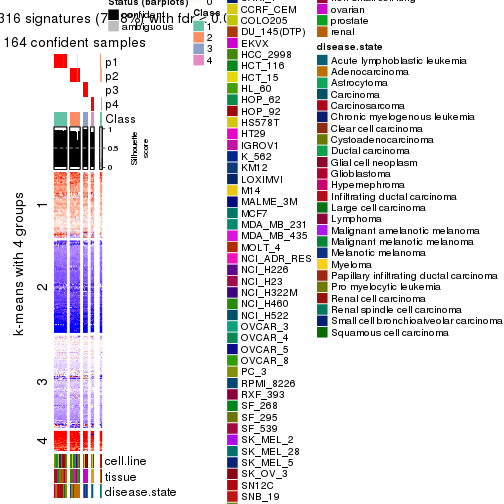 Status (barplots)
confident
ambiguous
316 signatures
with fdr < 0.0
164 confident samples
p1
p2
p3
p4
Class
1
0.5
0
Silhouette
score
k-means with 4 groups
1
2
3
4
cell.line
tissue
disease.state
Class
1
2
3
4
CCRF_CEM
COLO205
DU_145(DTP)
EKVX
HCC_2998
HCT_116
HCT_15
HL_60
HOP_62
HOP_92
HS578T
HT29
IGROV1
K_562
KM12
LOXIMVI
M14
MALME_3M
MCF7
MDA_MB_231
MDA_MB_435
MOLT_4
NCI_ADR_RES
NCI_H226
NCI_H23
NCI_H322M
NCI_H460
NCI_H522
OVCAR_3
OVCAR_4
OVCAR_5
OVCAR_8
PC_3
RPMI_8226
RXF_393
SF_268
SF_295
SF_539
SK_MEL_2
SK_MEL_28
SK_MEL_5
SK_OV_3
SN12C
SNB_19
ovarian
prostate
renal
disease.state
Acute lymphoblastic leukemia
Adenocarcinoma
Astrocytoma
Carcinoma
Carcinosarcoma
Chronic myelogenous leukemia
Clear cell carcinoma
Cystoadenocarcinoma
Ductal carcinoma
Glial cell neoplasm
Glioblastoma
Hypernephroma
Infiltrating ductal carcinoma
Large cell carcinoma
Lymphoma
Malignant amelanotic melanoma
Malignant melanotic melanoma
Melanotic melanoma
Myeloma
Papillary infiltrating ductal carcinoma
Pro myelocytic leukemia
Renal cell carcinoma
Renal spindle cell carcinoma
Small cell bronchioalveolar carcinoma
Squamous cell carcinoma